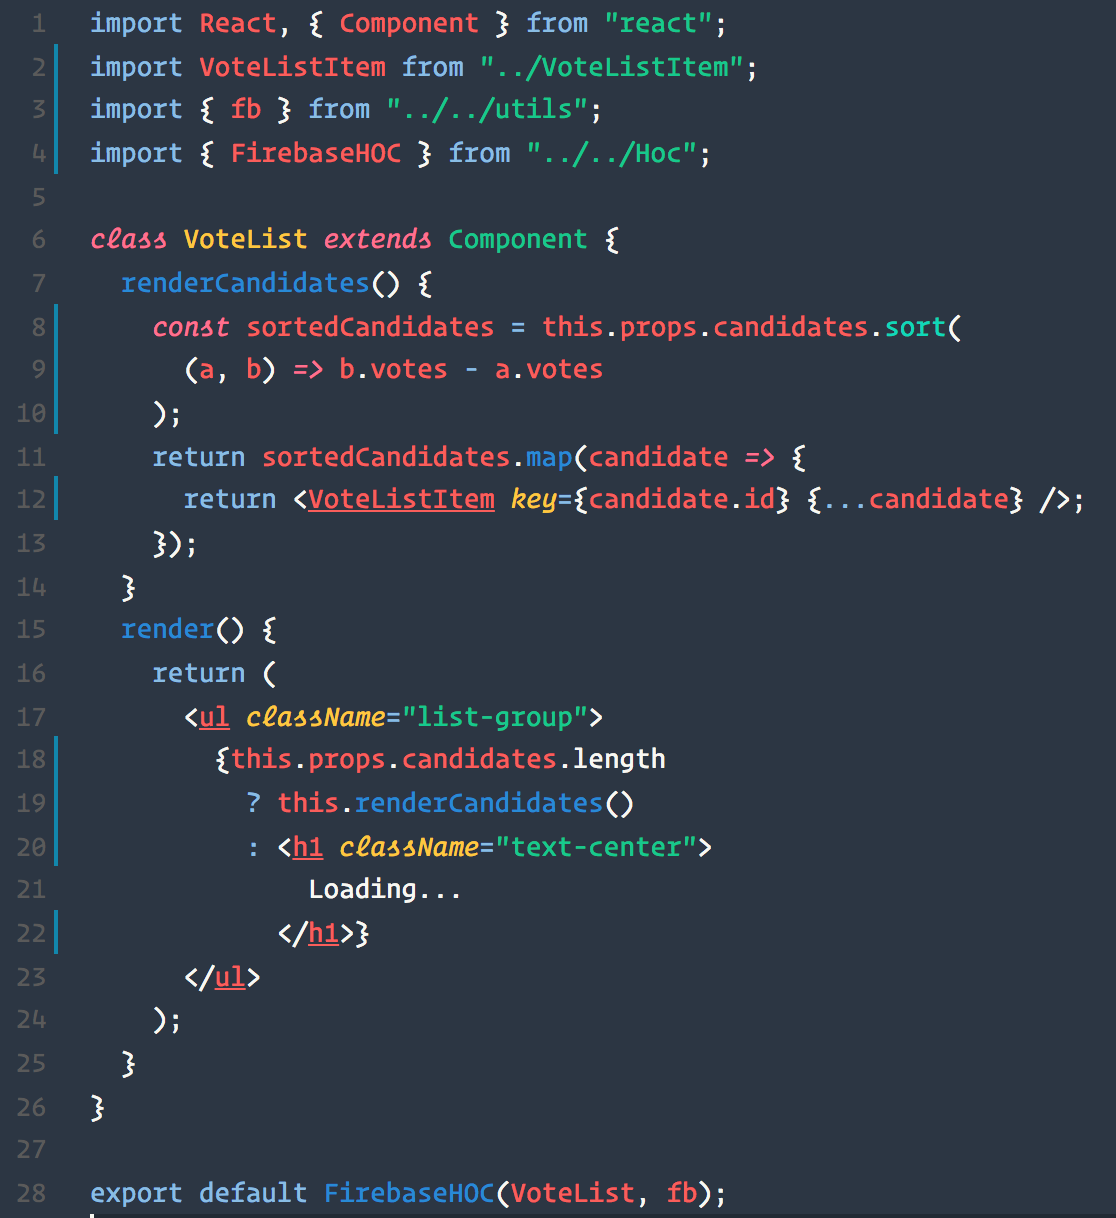 1 import React, { Component } from "react";
2 import VoteListItem from "../VoteListItem";
3 import { fb } from "../../utils";
4 import { FirebaseHOC } from "../../Hoc";
5
6 class VoteList extends Component {
7   renderCandidates() {
8     const sortedCandidates = this.props.candidates.sort(
9       (a, b) => b.votes - a.votes
10     );
11     return sortedCandidates.map(candidate => {
12       return <VoteListItem key={candidate.id} {...candidate} />;
13     });
14   }
15   render() {
16     return (
17       <ul className="list-group">
18         {this.props.candidates.length
19           ? this.renderCandidates()
20           : <h1 className="text-center">
21               Loading...
22             </h1>}
23       </ul>
24     );
25   }
26 }
27
28 export default FirebaseHOC(VoteList, fb);